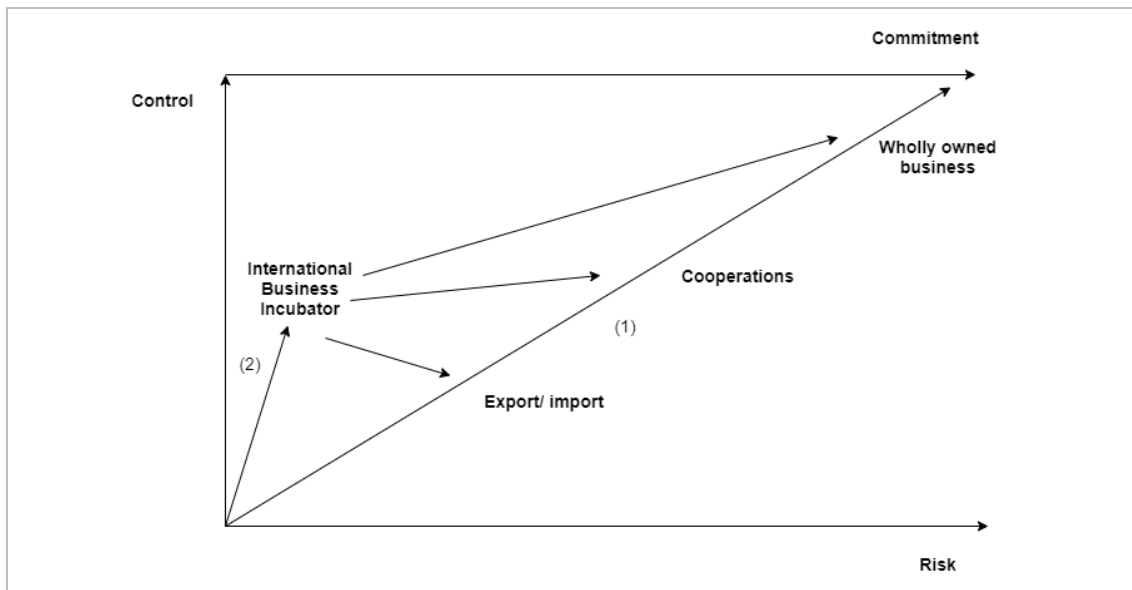 Commitment
Control
Wholly owned
business
International
Business
Incubator
Cooperations
(1)
(2)
Export/ import
Risk